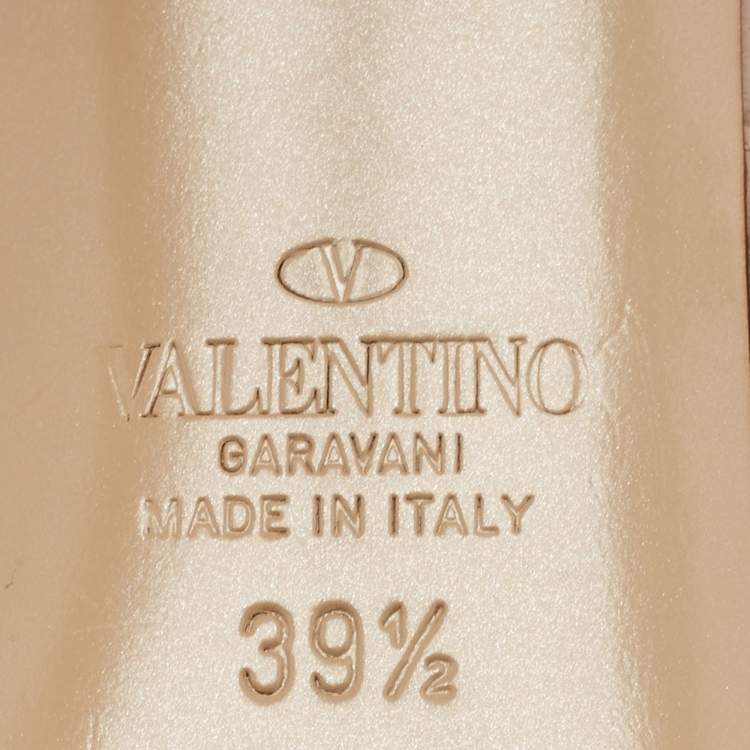 V
VALENTINO
GARAVANI
MADE IN ITALY
39½